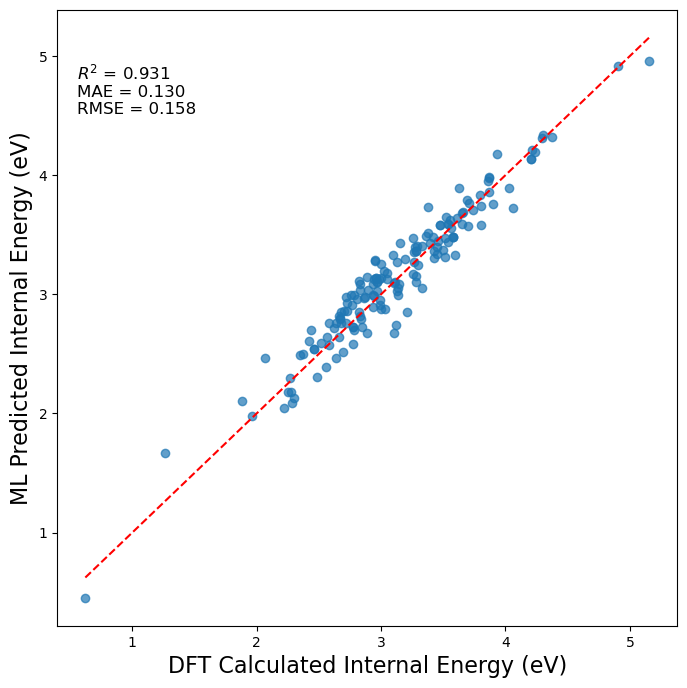 R² = 0.931
MAE = 0.130
RMSE = 0.158
5
4
3
2
1
ML Predicted Internal Energy (eV)
1 2 3 4 5
DFT Calculated Internal Energy (eV)